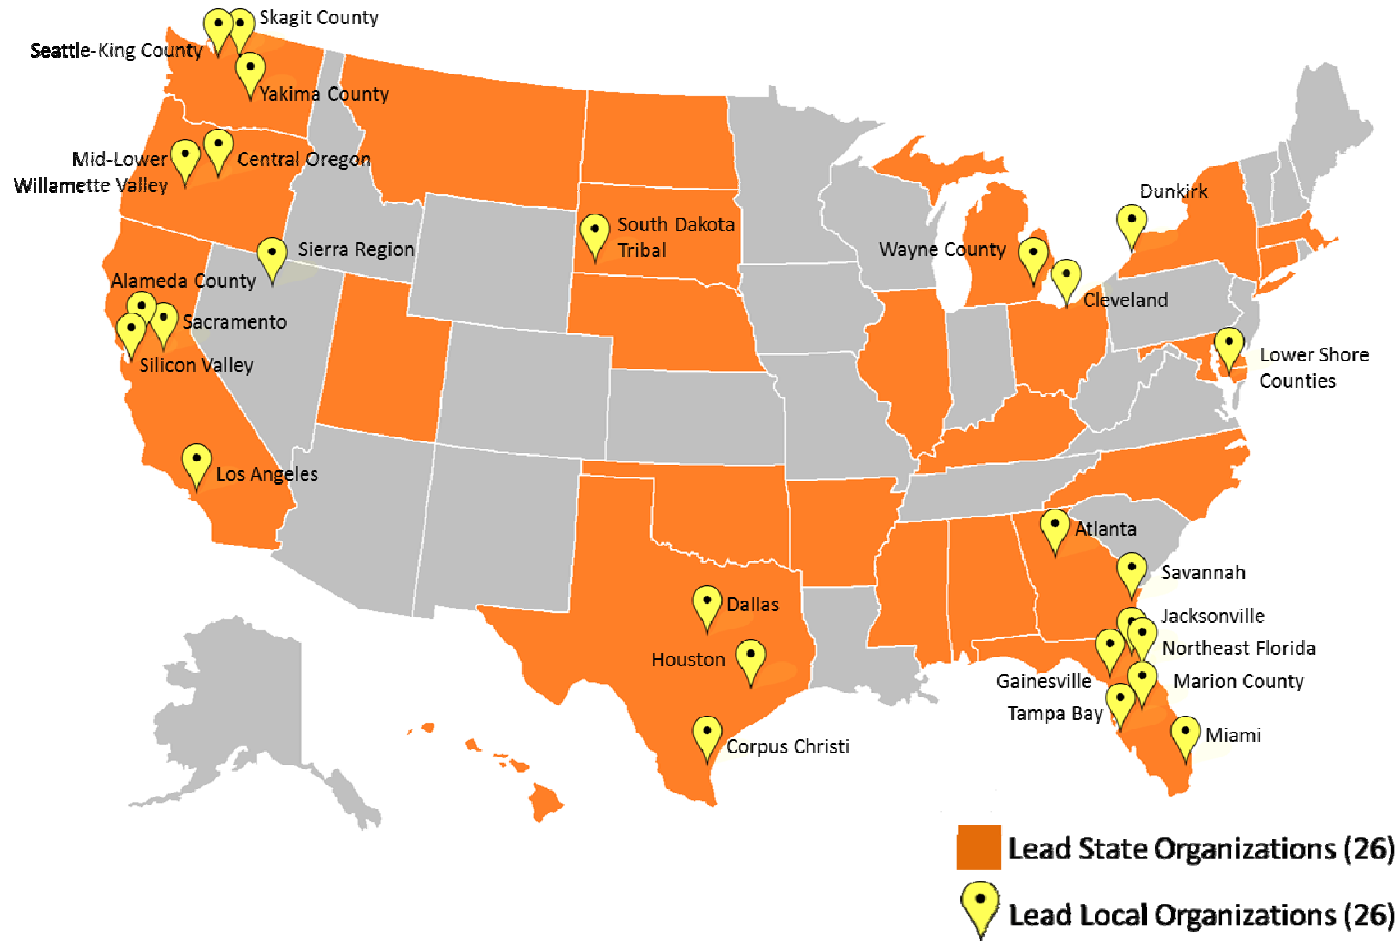 Skagit County
Seattle-King County
Yakima County
Mid-Lower
Willamette Valley
Central Oregon
Dunkirk
South Dakota
Tribal
Sierra Region
Wayne County
Alameda County
Cleveland
Sacramento
Lower Shore
Counties
Silicon Valley
Los Angeles
Atlanta
Savannah
Dallas
Jacksonville
Houston
Northeast Florida
Gainesville
Marion County
Tampa Bay
Miami
Corpus Christi
Lead State Organizations (26)
Lead Local Organizations (26)